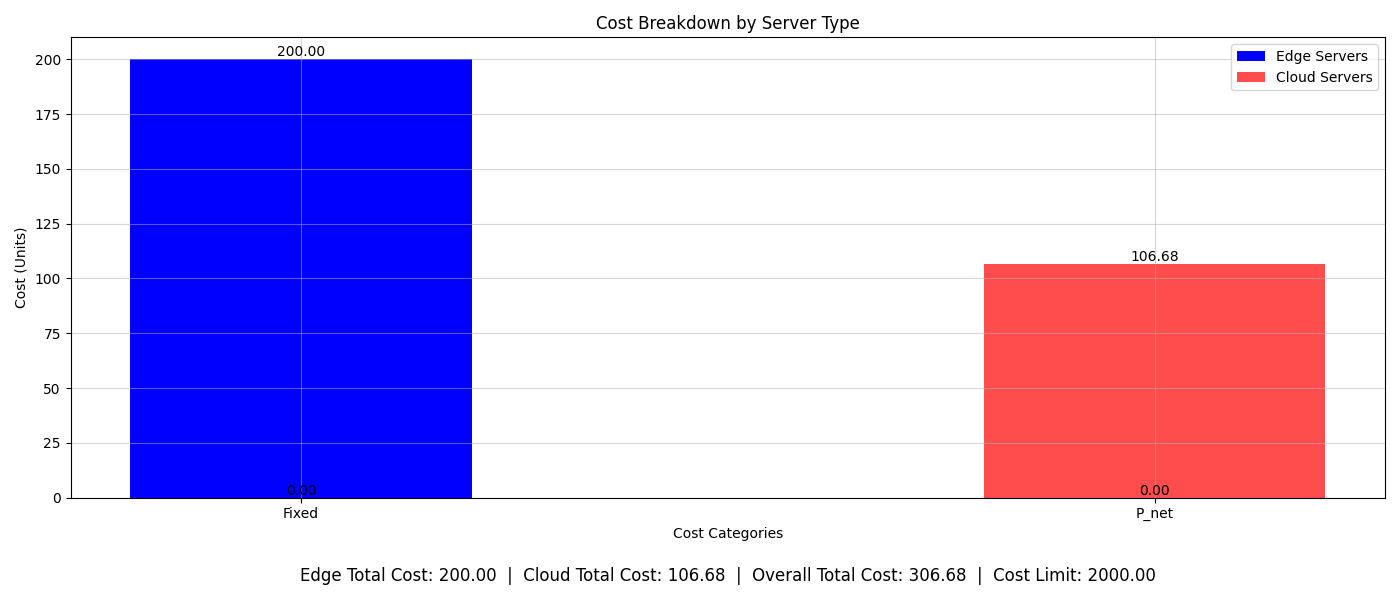 Cost Breakdown by Server Type
Edge Servers
Cloud Servers
Cost (Units)
200
175
150
125
100
75
50
25
0
200.00
0.00
106.68
0.00
Fixed
P_net
Cost Categories
Edge Total Cost: 200.00 | Cloud Total Cost: 106.68 | Overall Total Cost: 306.68 | Cost Limit: 2000.00